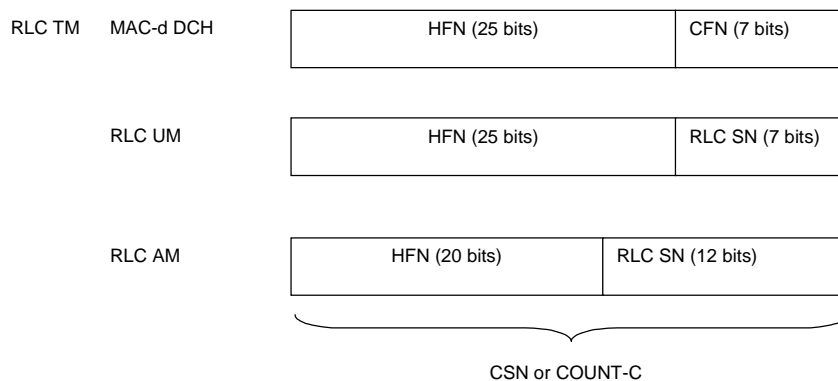 RLC TM MAC-d DCH HFN (25 bits) CFN (7 bits)
RLC UM HFN (25 bits) RLC SN (7 bits)
RLC AM HFN (20 bits) RLC SN (12 bits)
CSN or COUNT-C